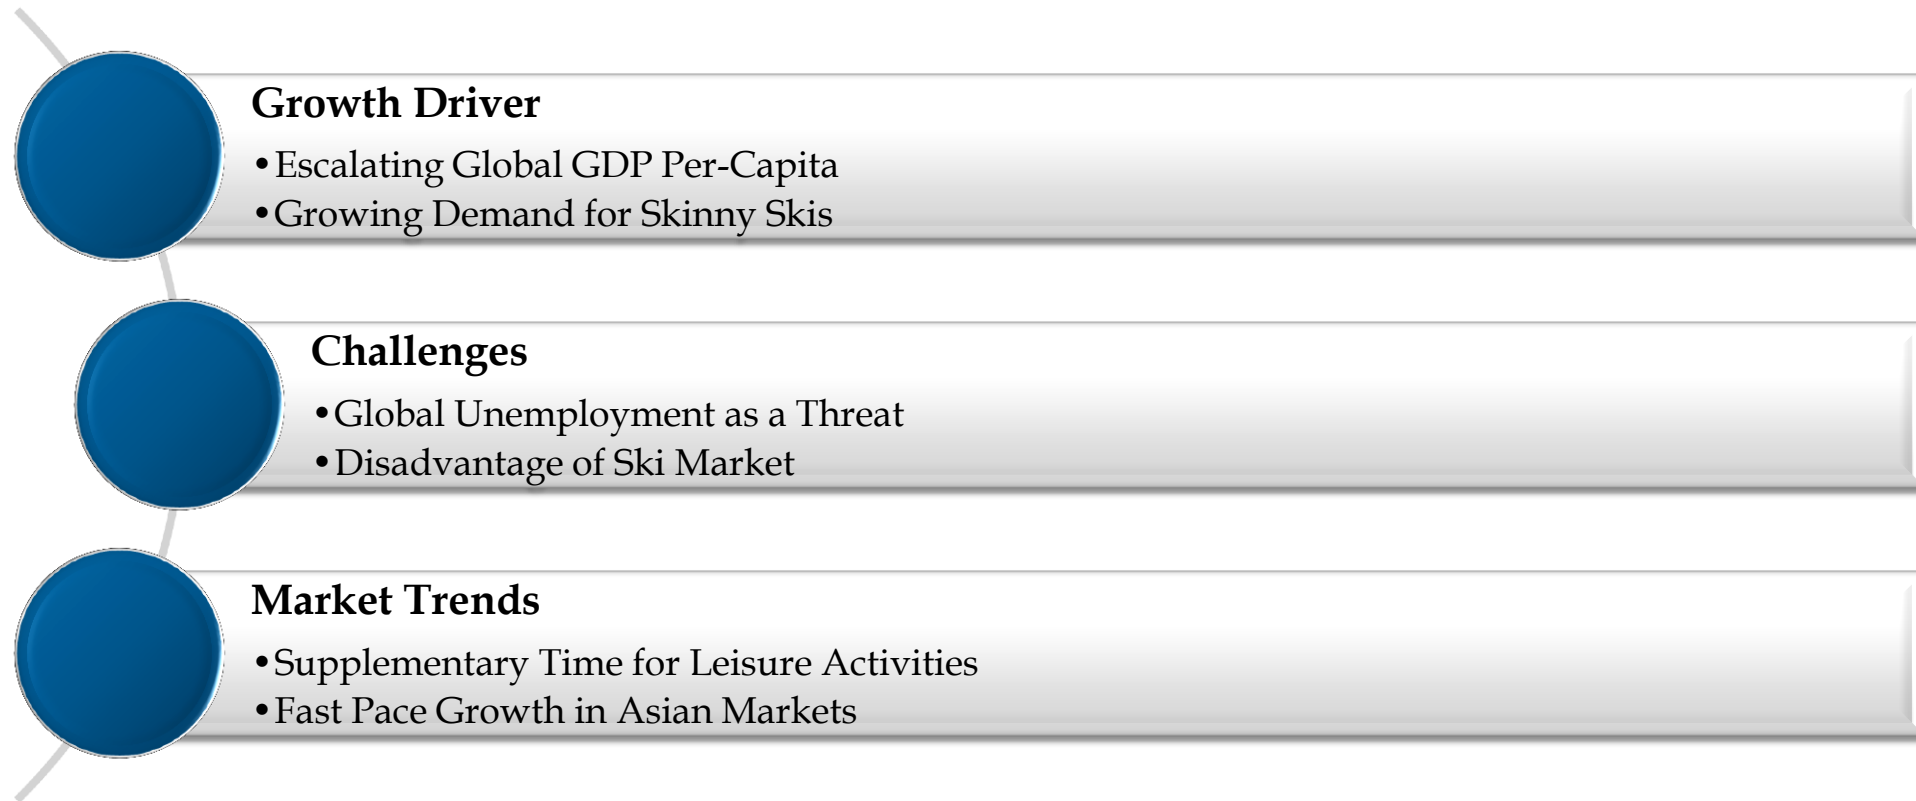 Growth Driver
•Escalating Global GDP Per-Capita
•Growing Demand for Skinny Skis
Challenges
•Global Unemployment as a Threat
•Disadvantage of Ski Market
Market Trends
•Supplementary Time for Leisure Activities
•Fast Pace Growth in Asian Markets